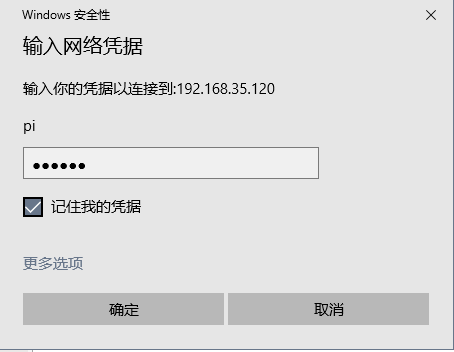 Windows 安全性
输入网络凭据
输入你的凭据以连接到:192.168.35.120
pi
●●●●●●
记住我的凭据
更多选项
确定
取消